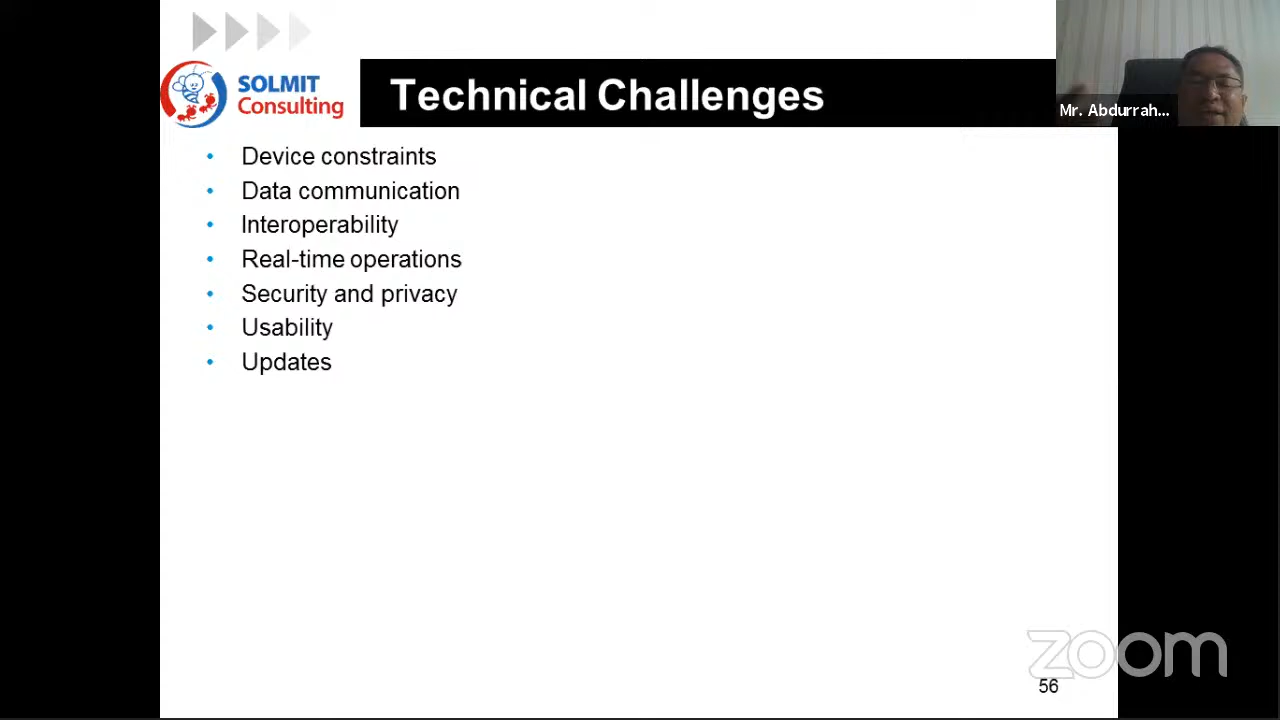 SOLMIT
Consulting
Technical Challenges
Mr. Abdurrah...
• Device constraints
• Data communication
• Interoperability
• Real-time operations
• Security and privacy
• Usability
• Updates
zoom
56